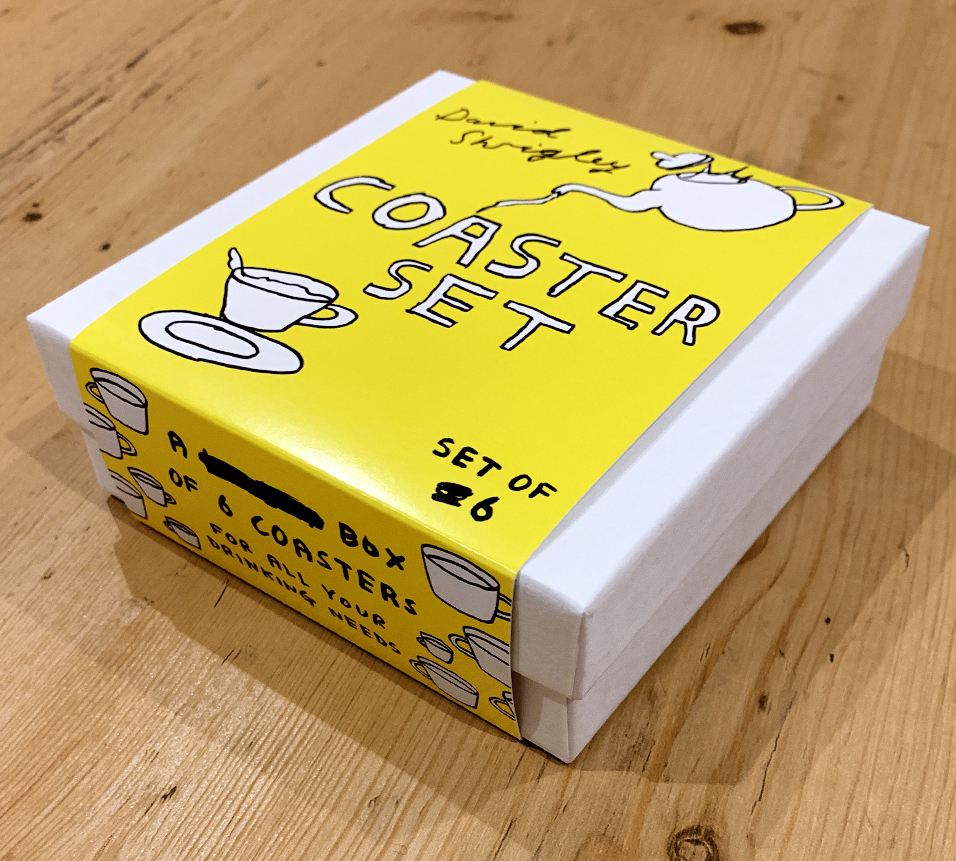 David
Shrigley
COASTER
SET
SET OF
6
A BOX
OF 6 COASTERS
FOR ALL YOUR
DRINKING NEEDS